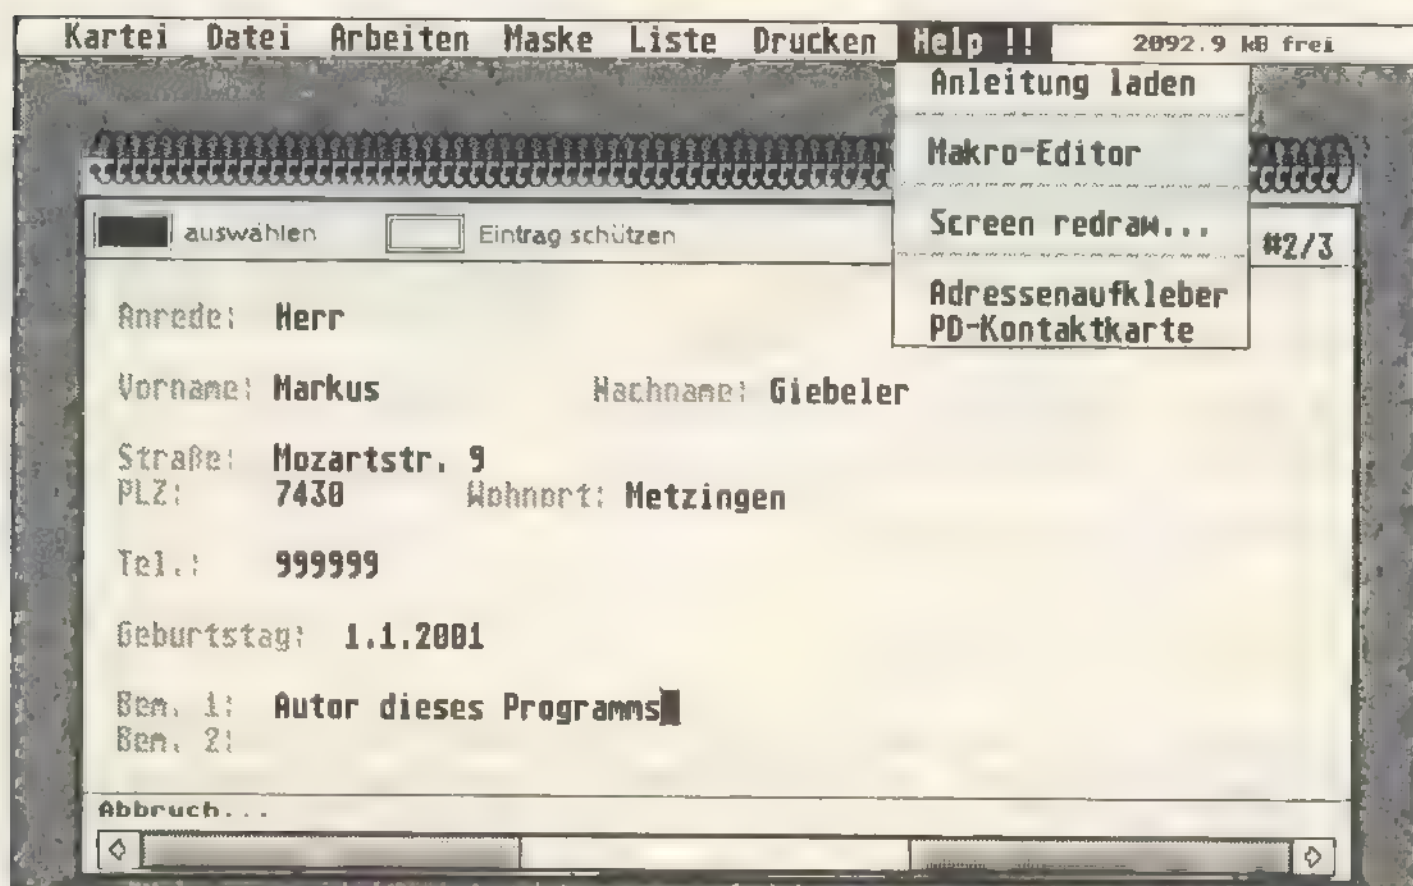 Kartei Datei Arbeiten Maske Liste Drucken Help !! 2092.9 kB frei
Anleitung laden
Makro-Editor
Screen redraw...
Adressenaufkleber
PD-Kontaktkarte
auswählen Eintrag schützen #2/3
Anrede: Herr
Vorname: Markus Nachname: Giebeler
Straße: Mozartstr. 9
PLZ: 7430 Wohnort: Metzingen
Tel.: 999999
Geburtstag: 1.1.2001
Bem. 1: Autor dieses Programms
Bem. 2:
Abbruch...